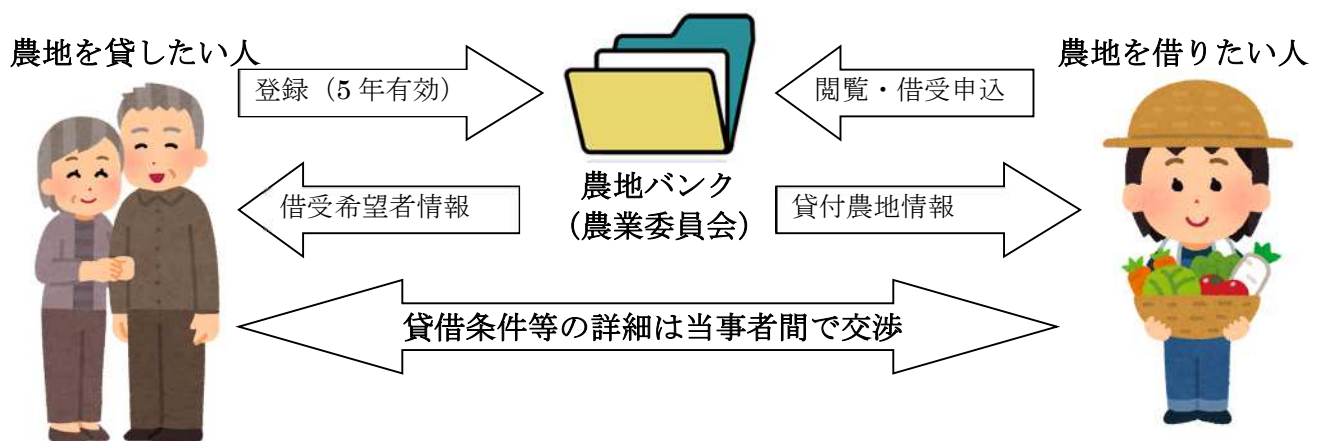 農地を貸したい人
農地を借りたい人
登録（5 年有効）
閲覧・借受申込
借受希望者情報
農地バンク
（農業委員会）
貸付農地情報
貸借条件等の詳細は当事者間で交渉